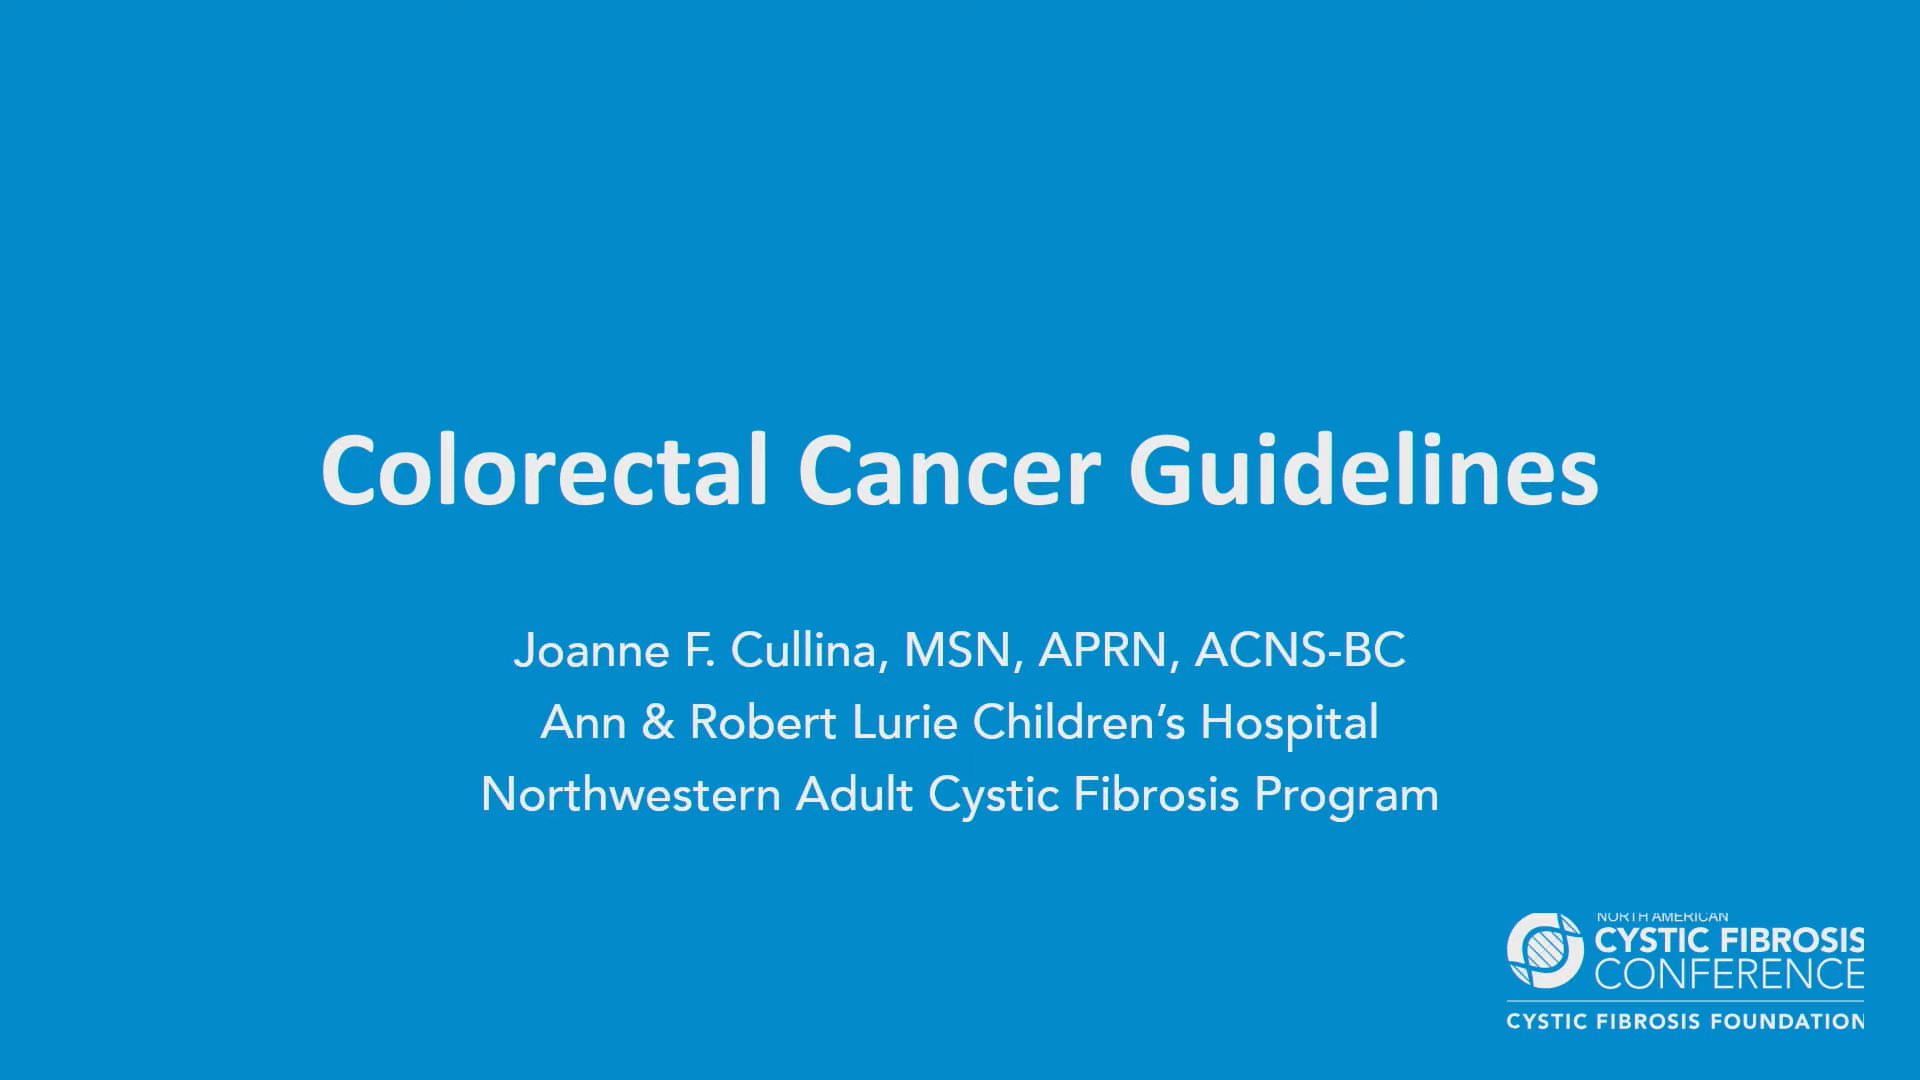 Colorectal Cancer Guidelines
Joanne F. Cullina, MSN, APRN, ACNS-BC
Ann & Robert Lurie Children’s Hospital
Northwestern Adult Cystic Fibrosis Program
NORTH AMERICAN
CYSTIC FIBROSIS
CONFERENCE
CYSTIC FIBROSIS FOUNDATION